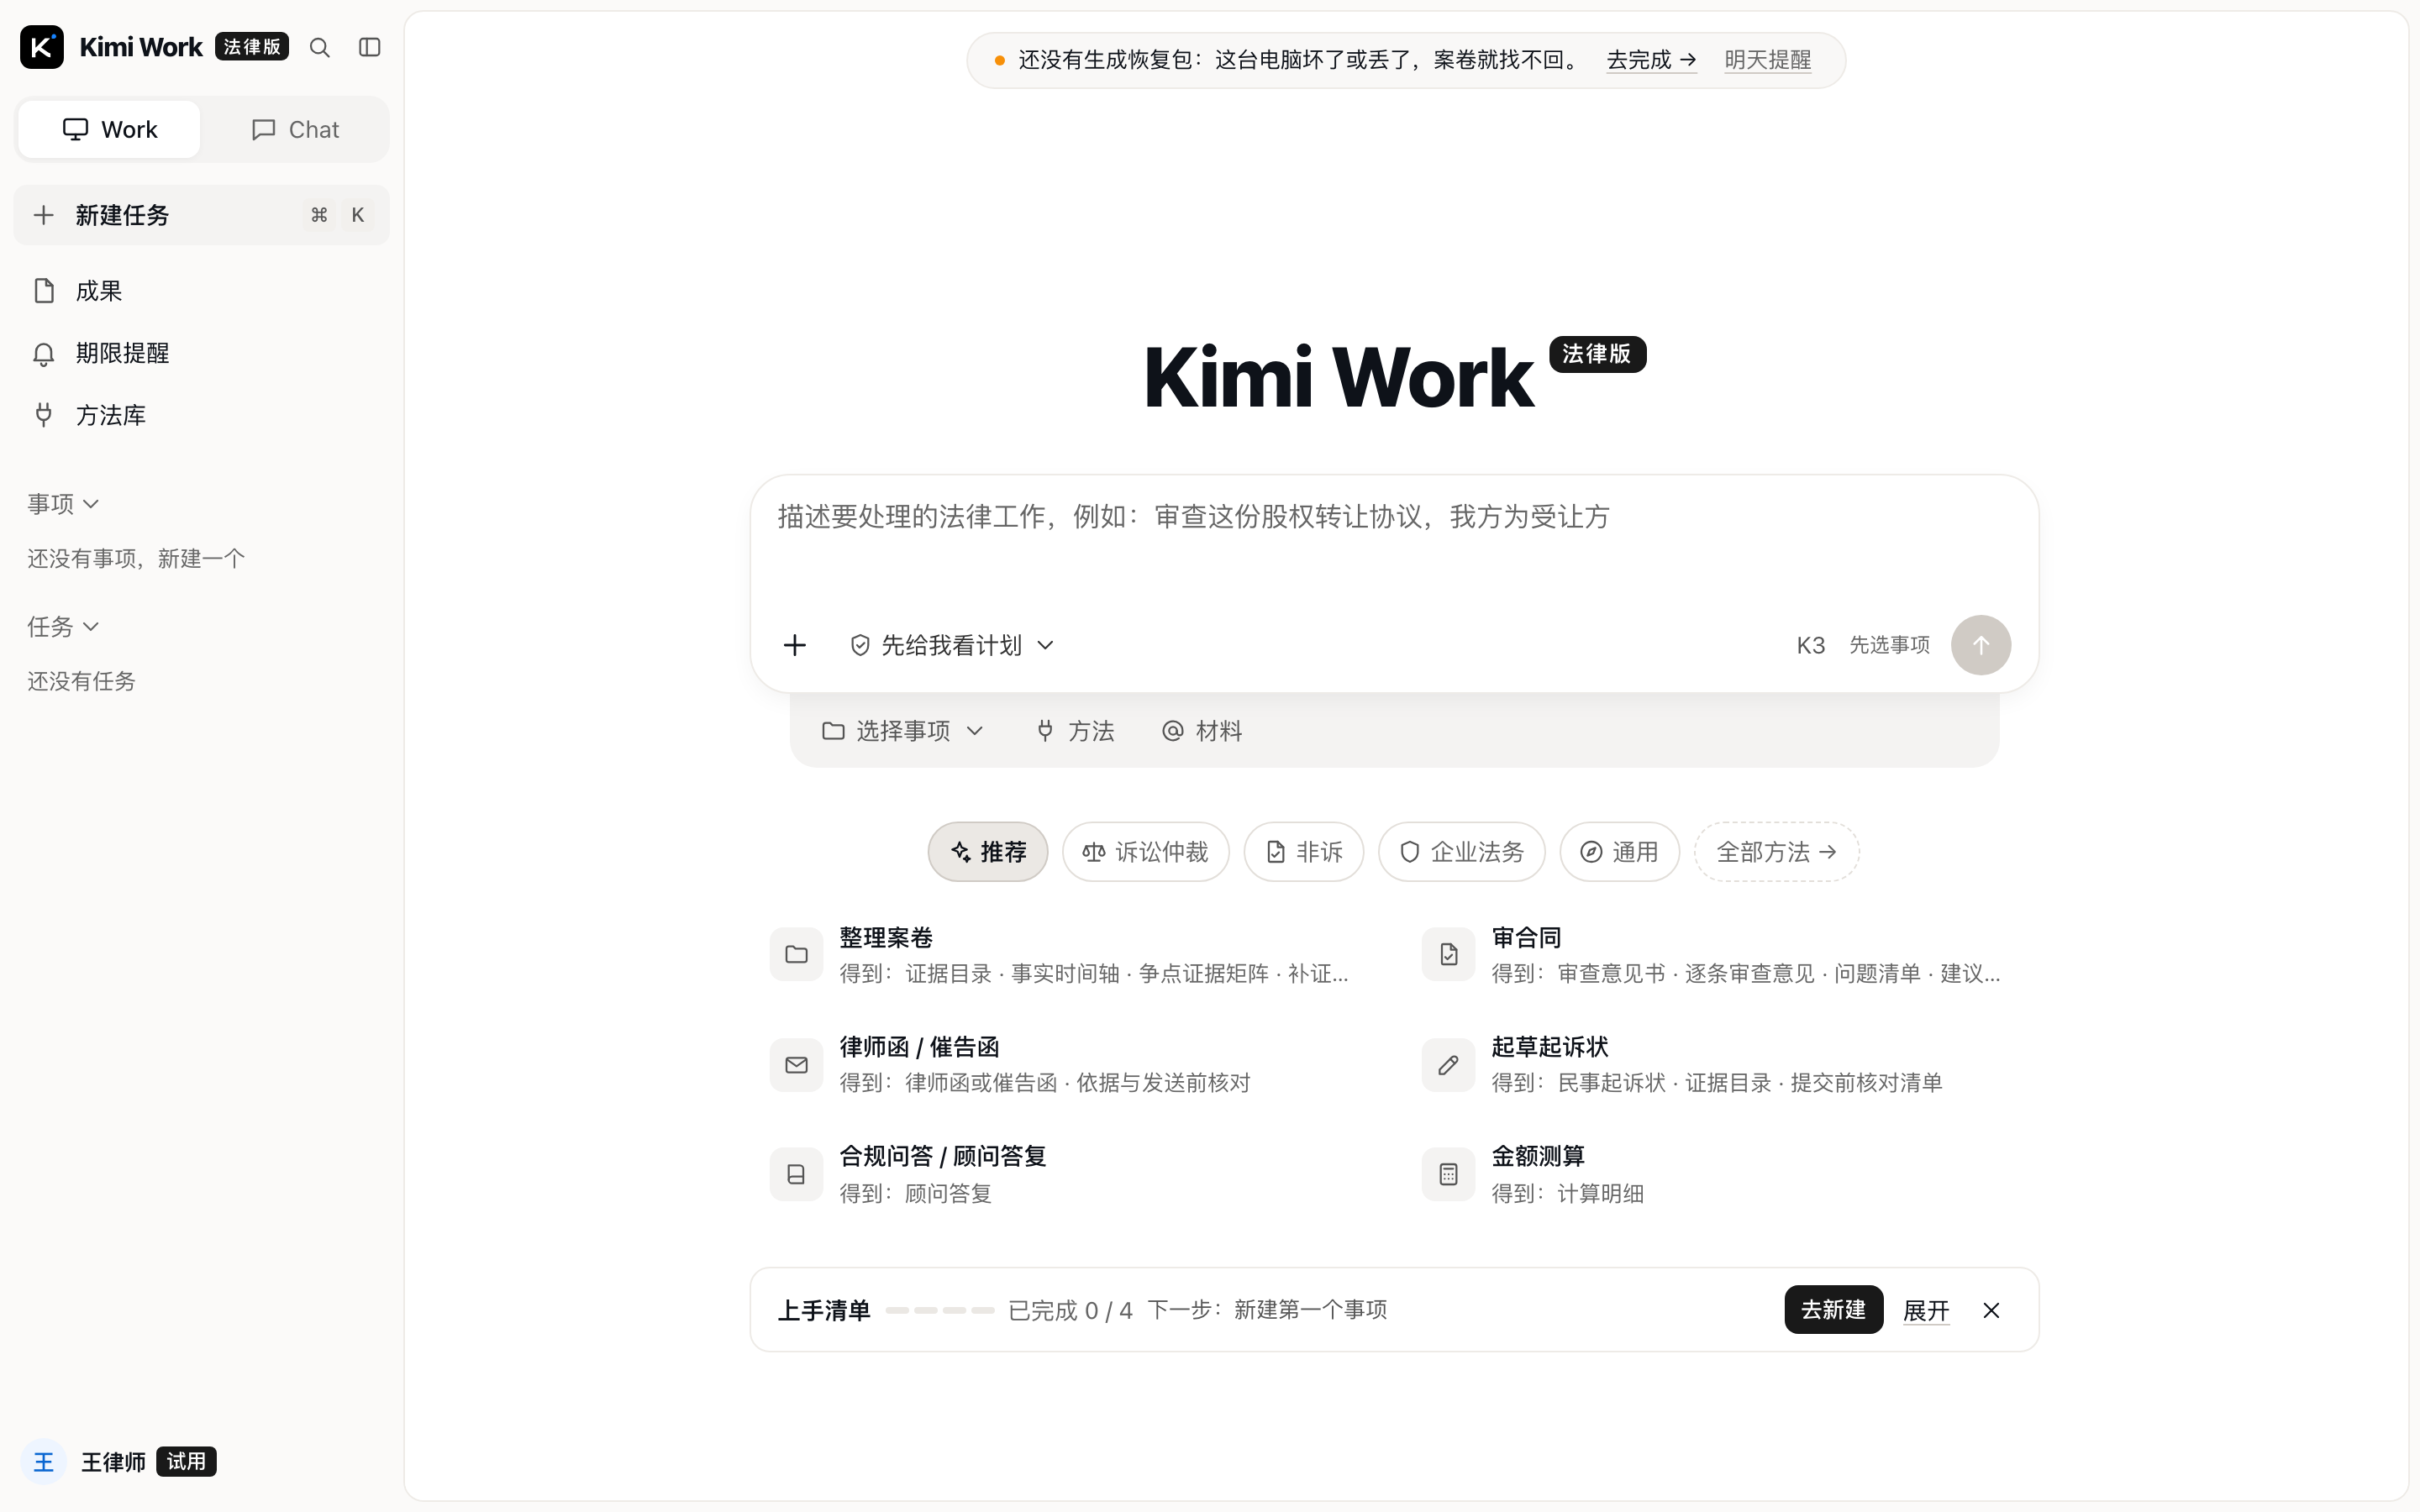 Kimi Work 法律版
Work
Chat
新建任务 ⌘ K
成果
期限提醒
方法库
事项
还没有事项，新建一个
任务
还没有任务
王 王律师 试用
还没有生成恢复包：这台电脑坏了或丢了，案卷就找不回。 去完成 → 明天提醒
Kimi Work 法律版
描述要处理的法律工作，例如：审查这份股权转让协议，我方为受让方
先给我看计划 K3 先选事项
选择事项 方法 材料
推荐 诉讼仲裁 非诉 企业法务 通用 全部方法 →
整理案卷
得到：证据目录 · 事实时间轴 · 争点证据矩阵 · 补证...
审合同
得到：审查意见书 · 逐条审查意见 · 问题清单 · 建议...
律师函 / 催告函
得到：律师函或催告函 · 依据与发送前核对
起草起诉状
得到：民事起诉状 · 证据目录 · 提交前核对清单
合规问答 / 顾问答复
得到：顾问答复
金额测算
得到：计算明细
上手清单 已完成 0 / 4 下一步：新建第一个事项 去新建 展开